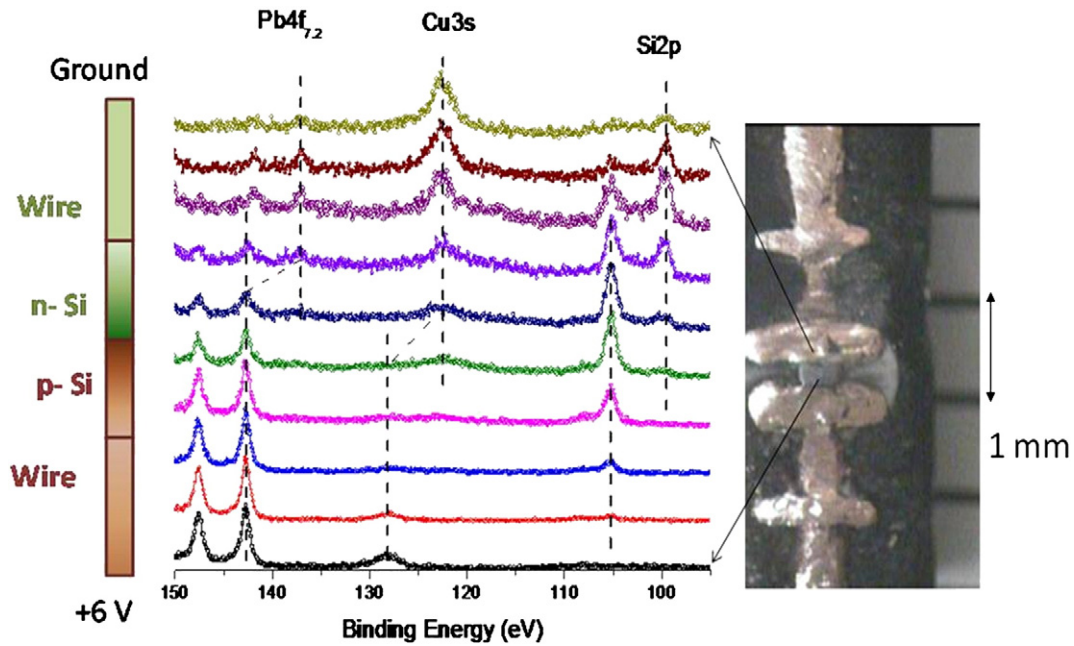 Pb4f7.2
Cu3s
Si2p
Ground
Wire
n- Si
p- Si
Wire
+6 V
150
140
130
120
110
100
Binding Energy (eV)
1 mm